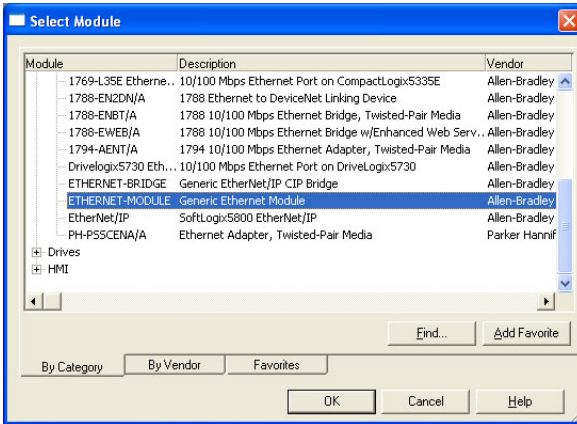 Select Module
Module Description Vendor
1769-L35E Etherne.. 10/100 Mbps Ethernet Port on CompactLogix5335E Allen-Bradley
1788-EN2DN/A 1788 Ethernet to DeviceNet Linking Device Allen-Bradley
1788-ENBT/A 1788 10/100 Mbps Ethernet Bridge, Twisted-Pair Media Allen-Bradley
1788-EWEB/A 1788 10/100 Mbps Ethernet Bridge w/Enhanced Web Serv.. Allen-Bradley
1794-AENT/A 1794 10/100 Mbps Ethernet Adapter, Twisted-Pair Media Allen-Bradley
Drivelogix5730 Eth... 10/100 Mbps Ethernet Port on DriveLogix5730 Allen-Bradley
ETHERNET-BRIDGE Generic EtherNet/IP CIP Bridge Allen-Bradley
ETHERNET-MODULE Generic Ethernet Module Allen-Bradley
EtherNet/IP SoftLogix5800 EtherNet/IP Allen-Bradley
PH-PSSCENA/A Ethernet Adapter, Twisted-Pair Media Parker Hannif
Drives
HMI
Find... Add Favorite
By Category By Vendor Favorites
OK Cancel Help